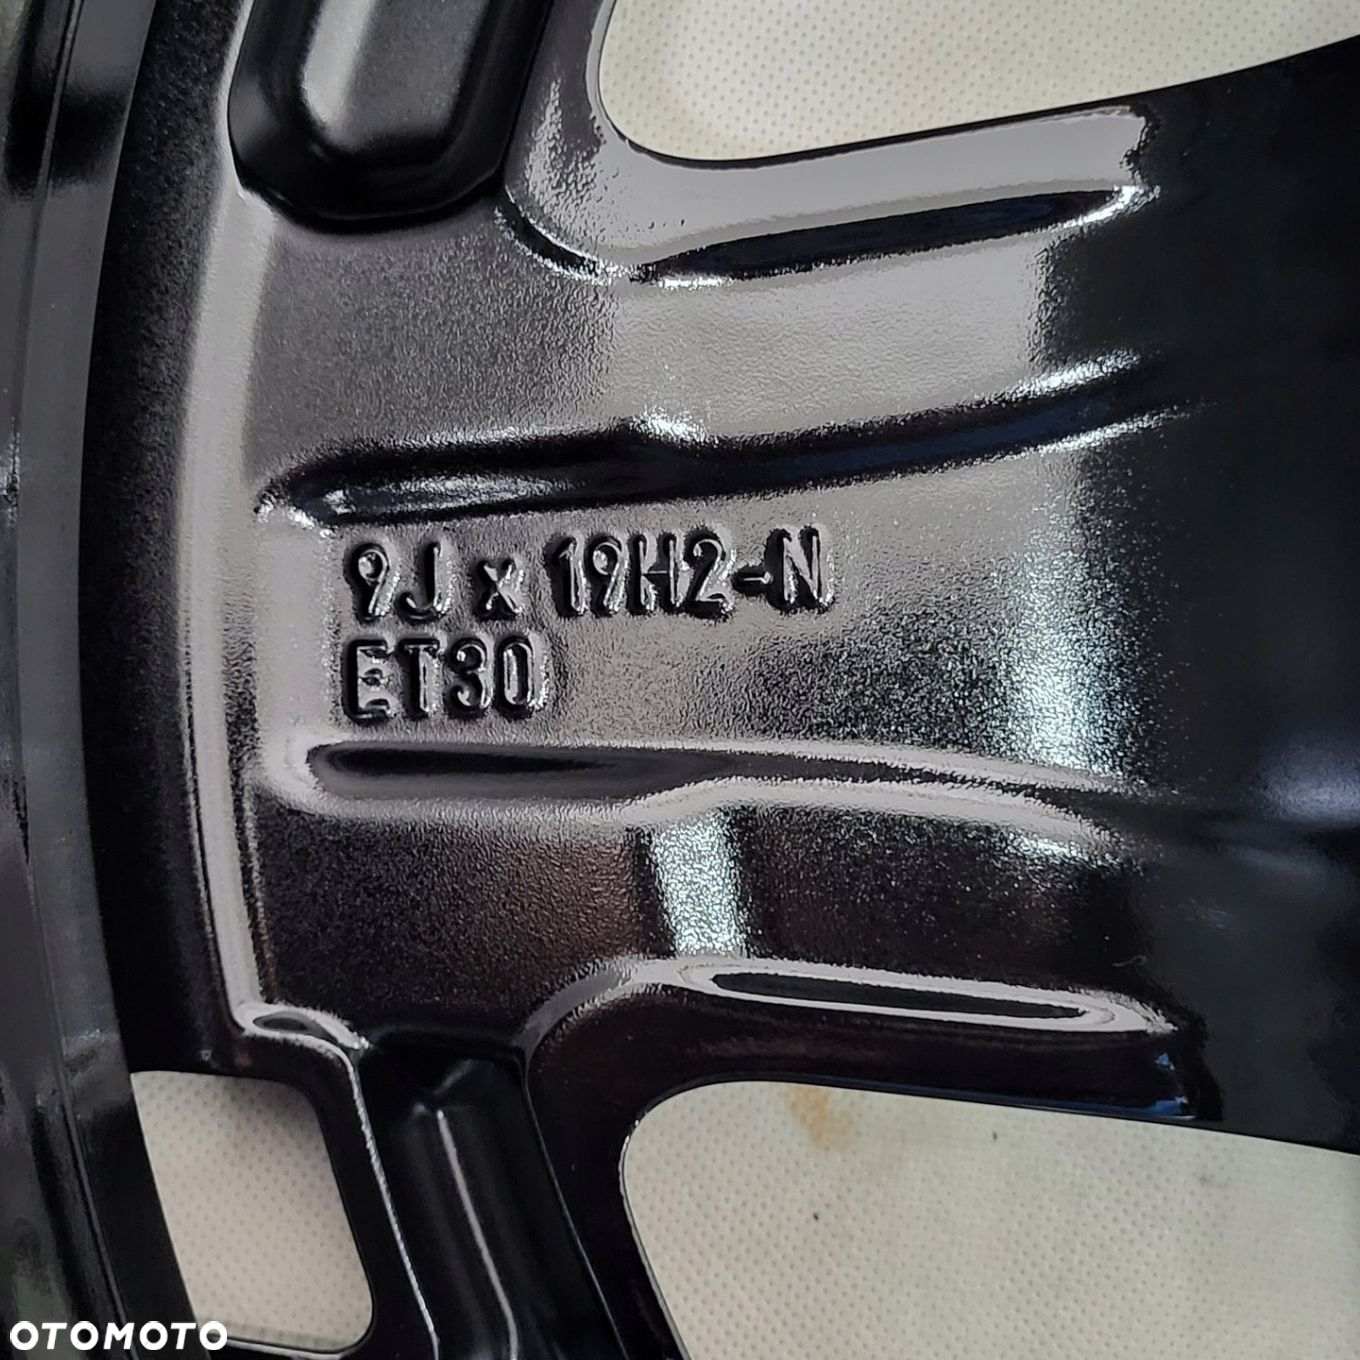 9J x 19H2-N
ET30
OTOMOTO